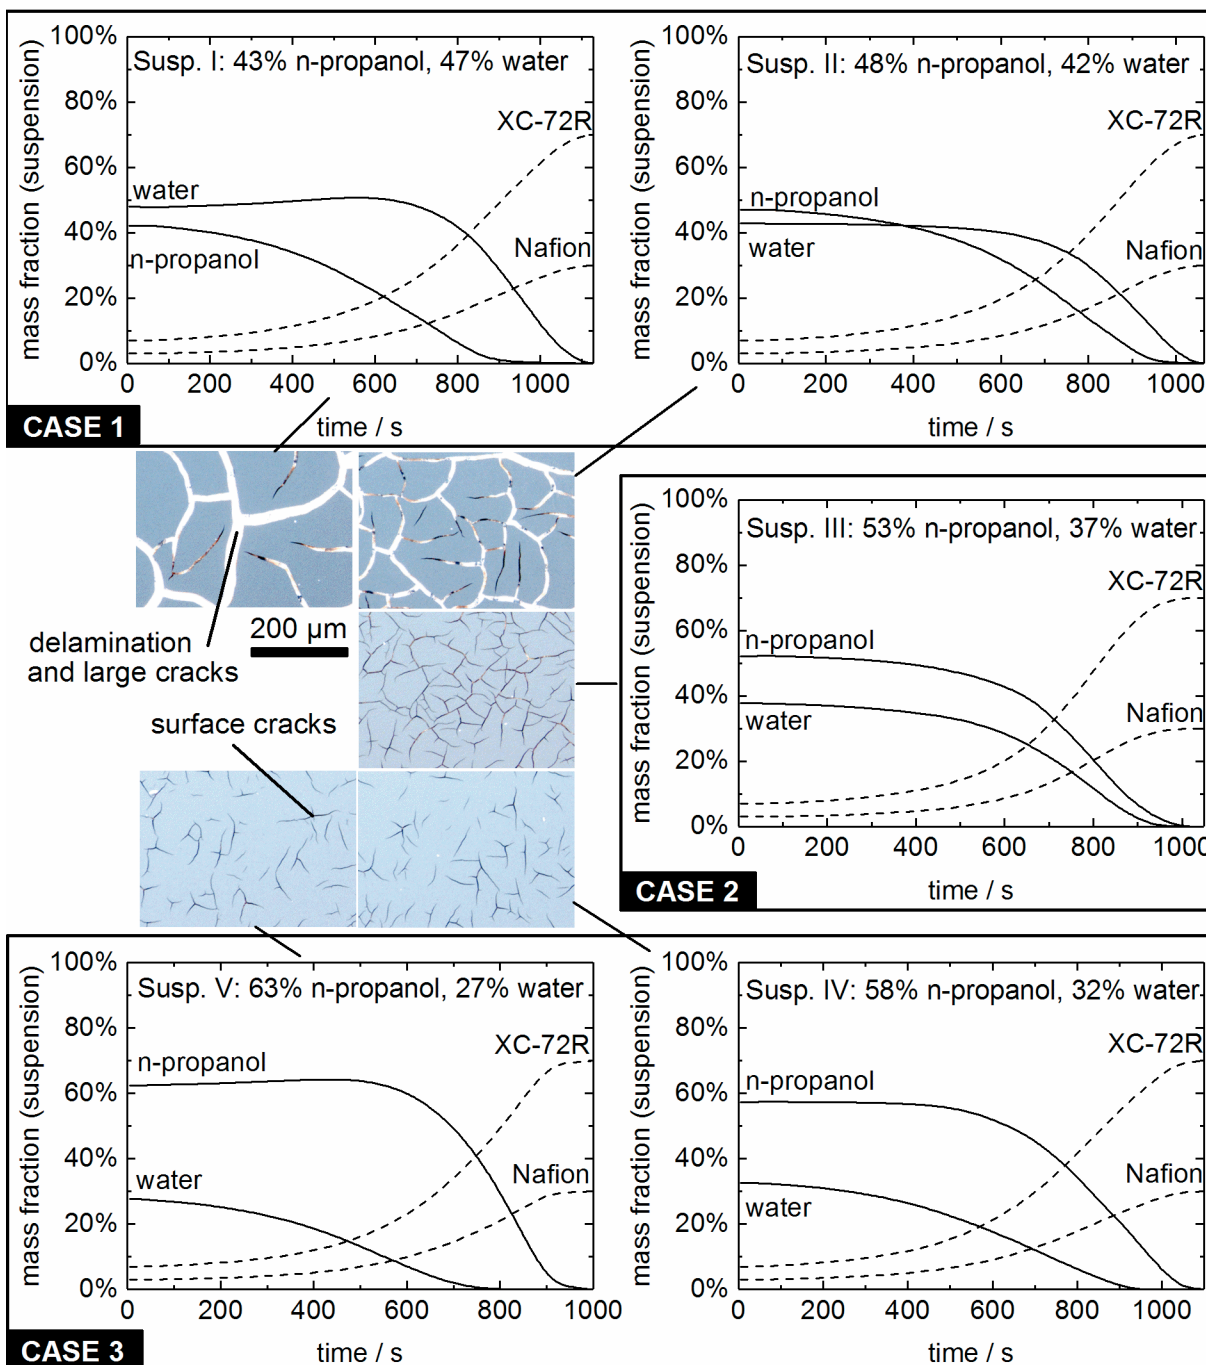 Susp. I: 43% n-propanol, 47% water
100%
80%
60%
40%
20%
0%
mass fraction (suspension)
XC-72R
water
n-propanol
Nafion
0 200 400 600 800 1000
time / s
CASE 1
Susp. II: 48% n-propanol, 42% water
100%
80%
60%
40%
20%
0%
mass fraction (suspension)
XC-72R
n-propanol
water
Nafion
0 200 400 600 800 1000
time / s
delamination
and large cracks
200 µm
surface cracks
Susp. III: 53% n-propanol, 37% water
100%
80%
60%
40%
20%
0%
mass fraction (suspension)
XC-72R
n-propanol
water
Nafion
0 200 400 600 800 1000
time / s
CASE 2
Susp. V: 63% n-propanol, 27% water
100%
80%
60%
40%
20%
0%
mass fraction (suspension)
XC-72R
n-propanol
water
Nafion
0 200 400 600 800 1000
time / s
CASE 3
Susp. IV: 58% n-propanol, 32% water
100%
80%
60%
40%
20%
0%
mass fraction (suspension)
XC-72R
n-propanol
water
Nafion
0 200 400 600 800 1000
time / s